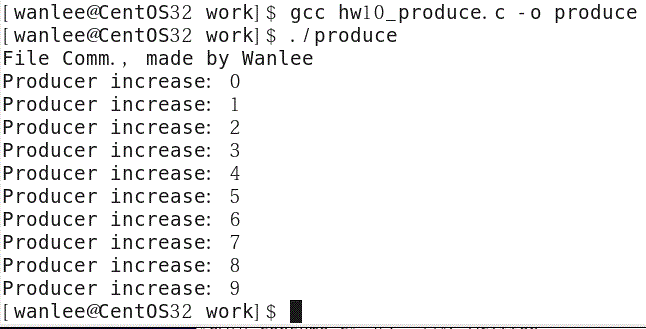 [wanlee@CentOS32 work]$ gcc hw10_produce.c -o produce
[wanlee@CentOS32 work]$ ./produce
File Comm., made by Wanlee
Producer increase: 0
Producer increase: 1
Producer increase: 2
Producer increase: 3
Producer increase: 4
Producer increase: 5
Producer increase: 6
Producer increase: 7
Producer increase: 8
Producer increase: 9
[wanlee@CentOS32 work]$